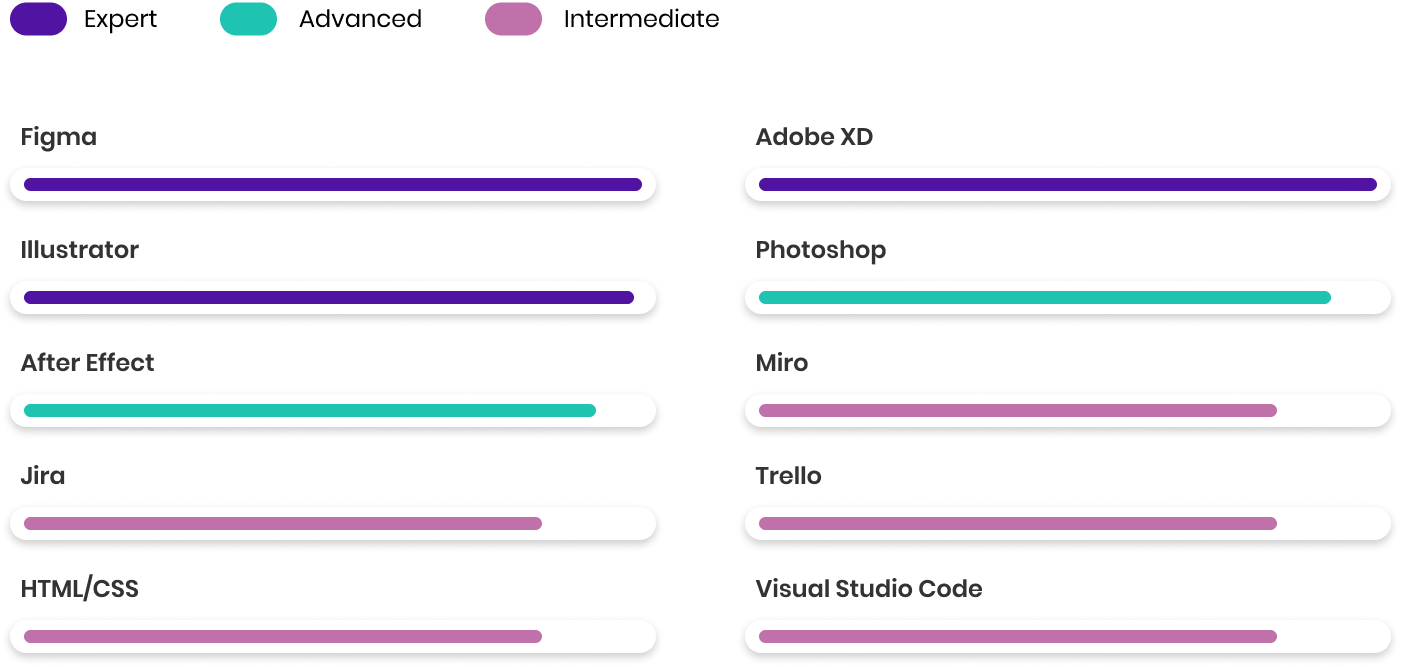 Expert
Advanced
Intermediate
Figma
Adobe XD
Illustrator
Photoshop
After Effect
Miro
Jira
Trello
HTML/CSS
Visual Studio Code